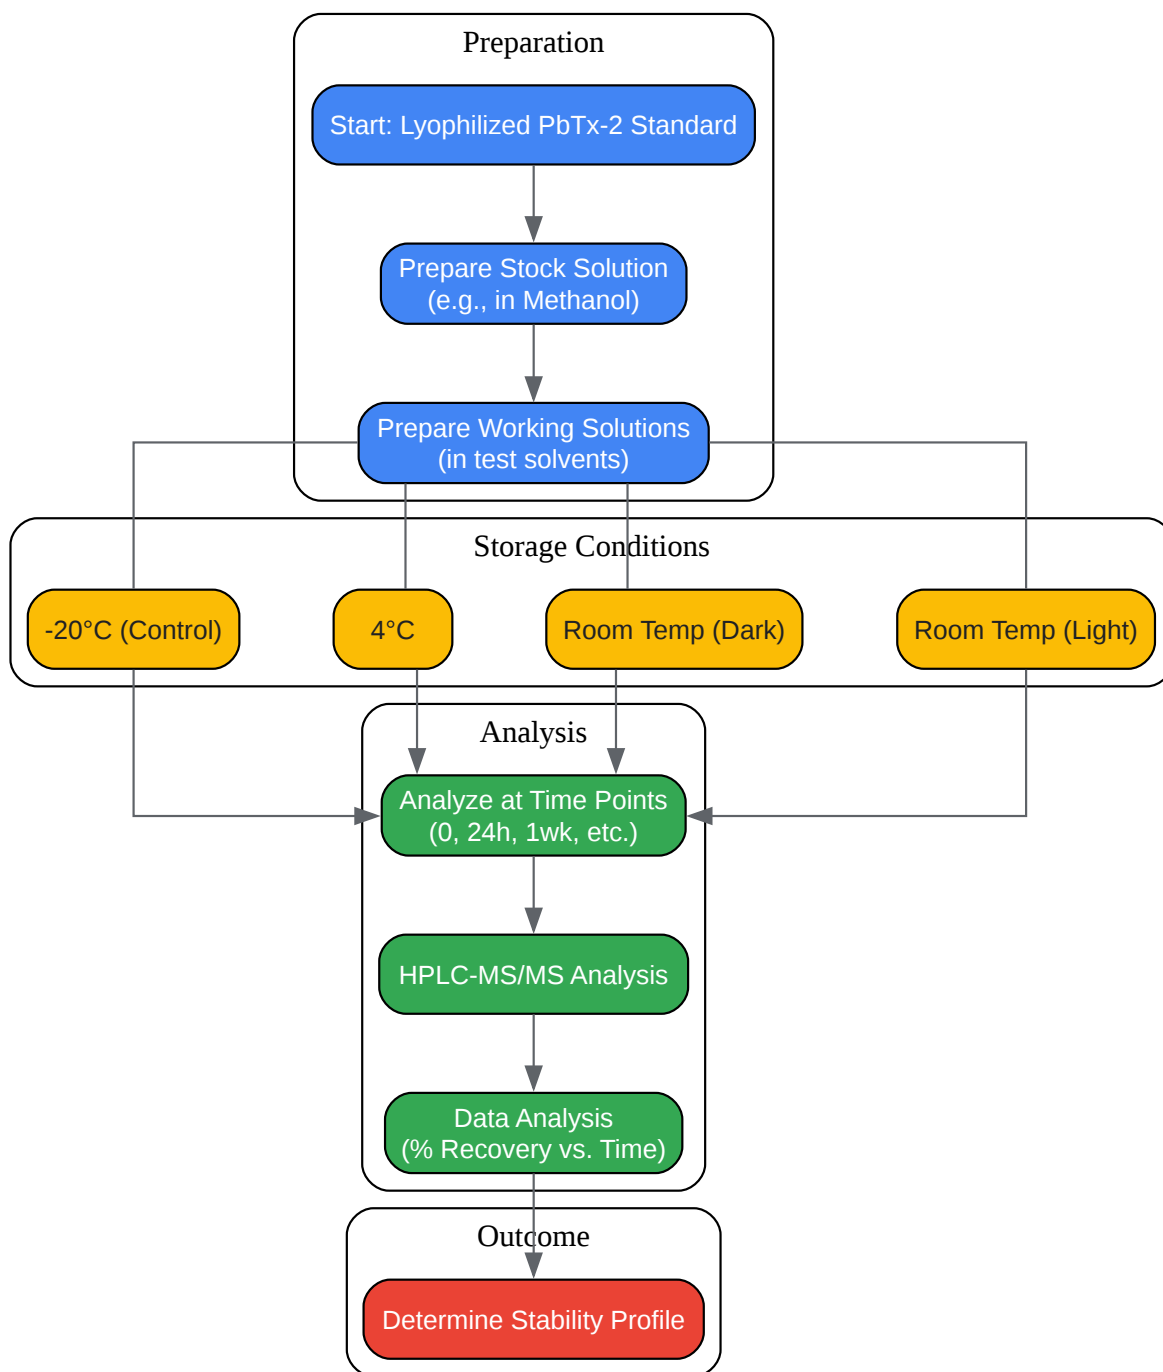 Preparation
Start: Lyophilized PbTx-2 Standard
Prepare Stock Solution
(e.g., in Methanol)
Prepare Working Solutions
(in test solvents)
Storage Conditions
-20°C (Control)
4°C
Room Temp (Dark)
Room Temp (Light)
Analysis
Analyze at Time Points
(0, 24h, 1wk, etc.)
HPLC-MS/MS Analysis
Data Analysis
(% Recovery vs. Time)
Outcome
Determine Stability Profile